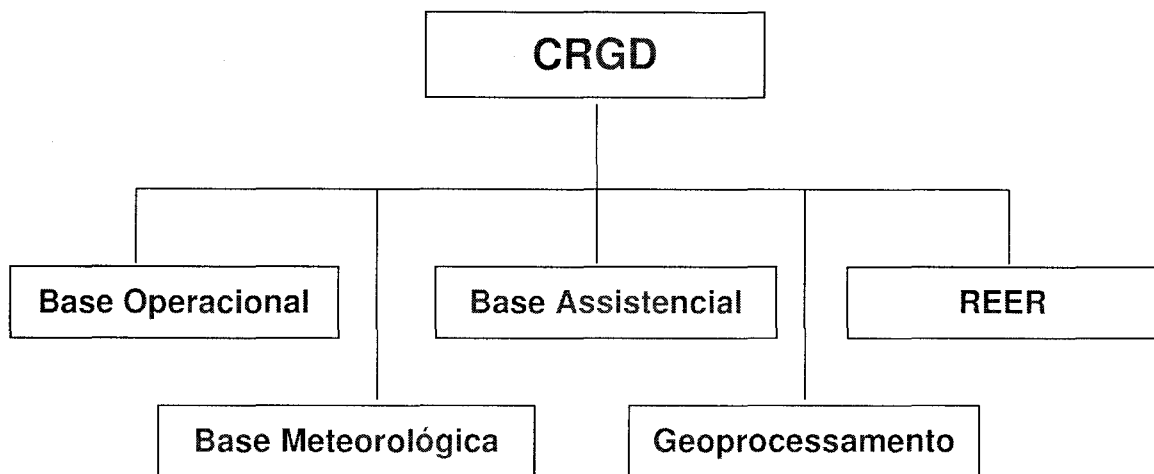 CRGD
Base Operacional
Base Assistencial
REER
Base Meteorológica
Geoprocessamento